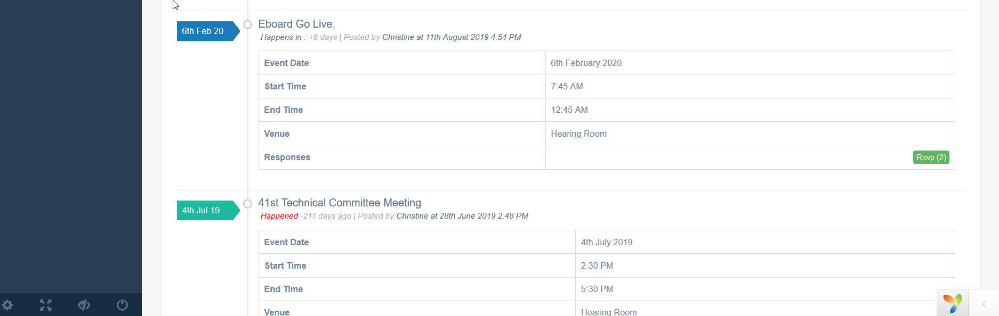 6th Feb 20
Eboard Go Live.
Happens in : +6 days | Posted by Christine at 11th August 2019 4:54 PM
Event Date 6th February 2020
Start Time 7:45 AM
End Time 12:45 AM
Venue Hearing Room
Responses Rsvp (2)
4th Jul 19
41st Technical Committee Meeting
Happened -211 days ago | Posted by Christine at 28th June 2019 2:48 PM
Event Date 4th July 2019
Start Time 2:30 PM
End Time 5:30 PM
Venue Hearing Room